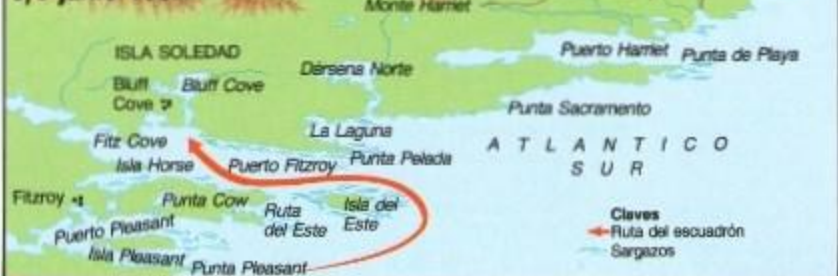 Monte Harriet
ISLA SOLEDAD
Puerto Harriet
Punta de Playa
Dársena Norte
Bluff
Cove
Bluff Cove
Punta Sacramento
La Laguna
Fitz Cove
ATLANTICO
SUR
Isla Horse
Puerto Fitzroy
Punta Pelada
Fitzroy
Punta Cow
Ruta
del Este
Isla del
Este
Puerto Pleasant
Claves
Ruta del escuadrón
Sargazos
Isla Pleasant
Punta Pleasant